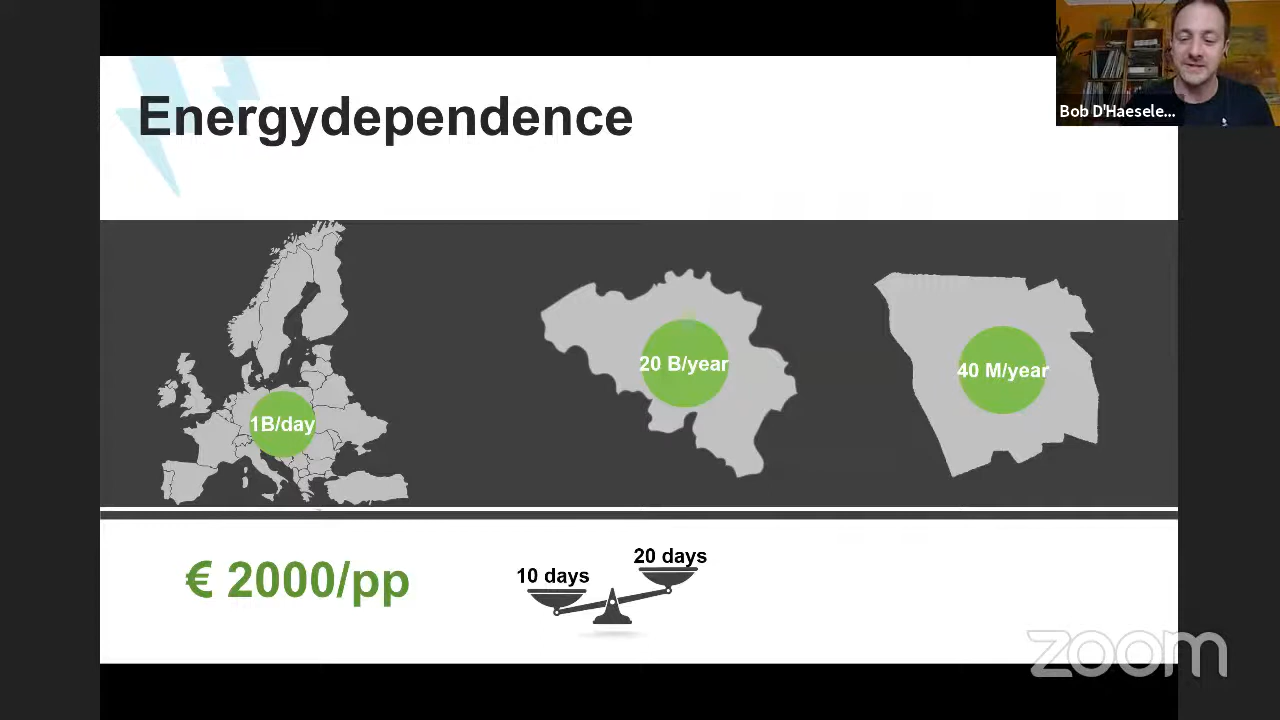 Energydependence
Bob D'Haesele...
1B/day
20 B/year
40 M/year
€ 2000/pp
10 days
20 days
zoom